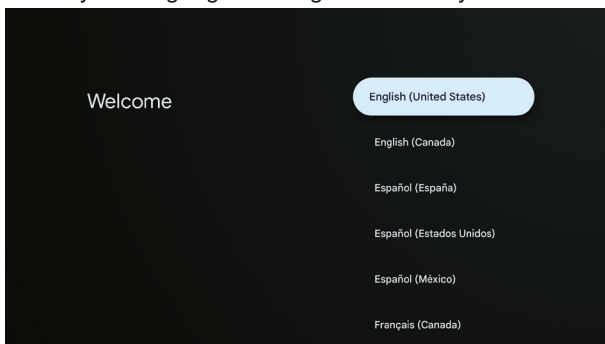 Welcome
English (United States)
English (Canada)
Español (España)
Español (Estados Unidos)
Español (México)
Français (Canada)